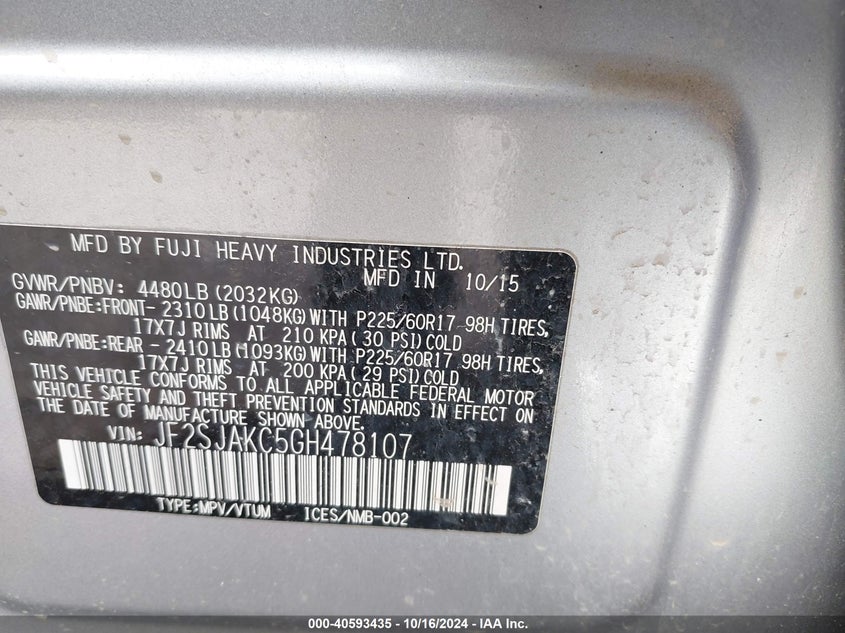 MFD BY FUJI HEAVY INDUSTRIES LTD.
MFD IN 10/15
GVWR/PNBV: 4480LB(2032KG)
GAWR/PNBE:FRONT- 2310LB(1048KG)WITH P225/60R17 98H TIRES,
17X7J RIMS AT 210 KPA( 30 PSI)COLD
GAWR/PNBE:REAR - 2410LB(1093KG)WITH P225/60R17 98H TIRES,
17X7J RIMS AT 200 KPA( 29 PSI)COLD
THIS VEHICLE CONFORMS TO ALL APPLICABLE FEDERAL MOTOR
VEHICLE SAFETY AND THEFT PREVENTION STANDARDS IN EFFECT ON
THE DATE OF MANUFACTURE SHOWN ABOVE.
VIN: JF2SJAKC5GH478107
TYPE:MPV/VTUM ICES/NMB-002
000-40593435 - 10/16/2024 - IAA Inc.